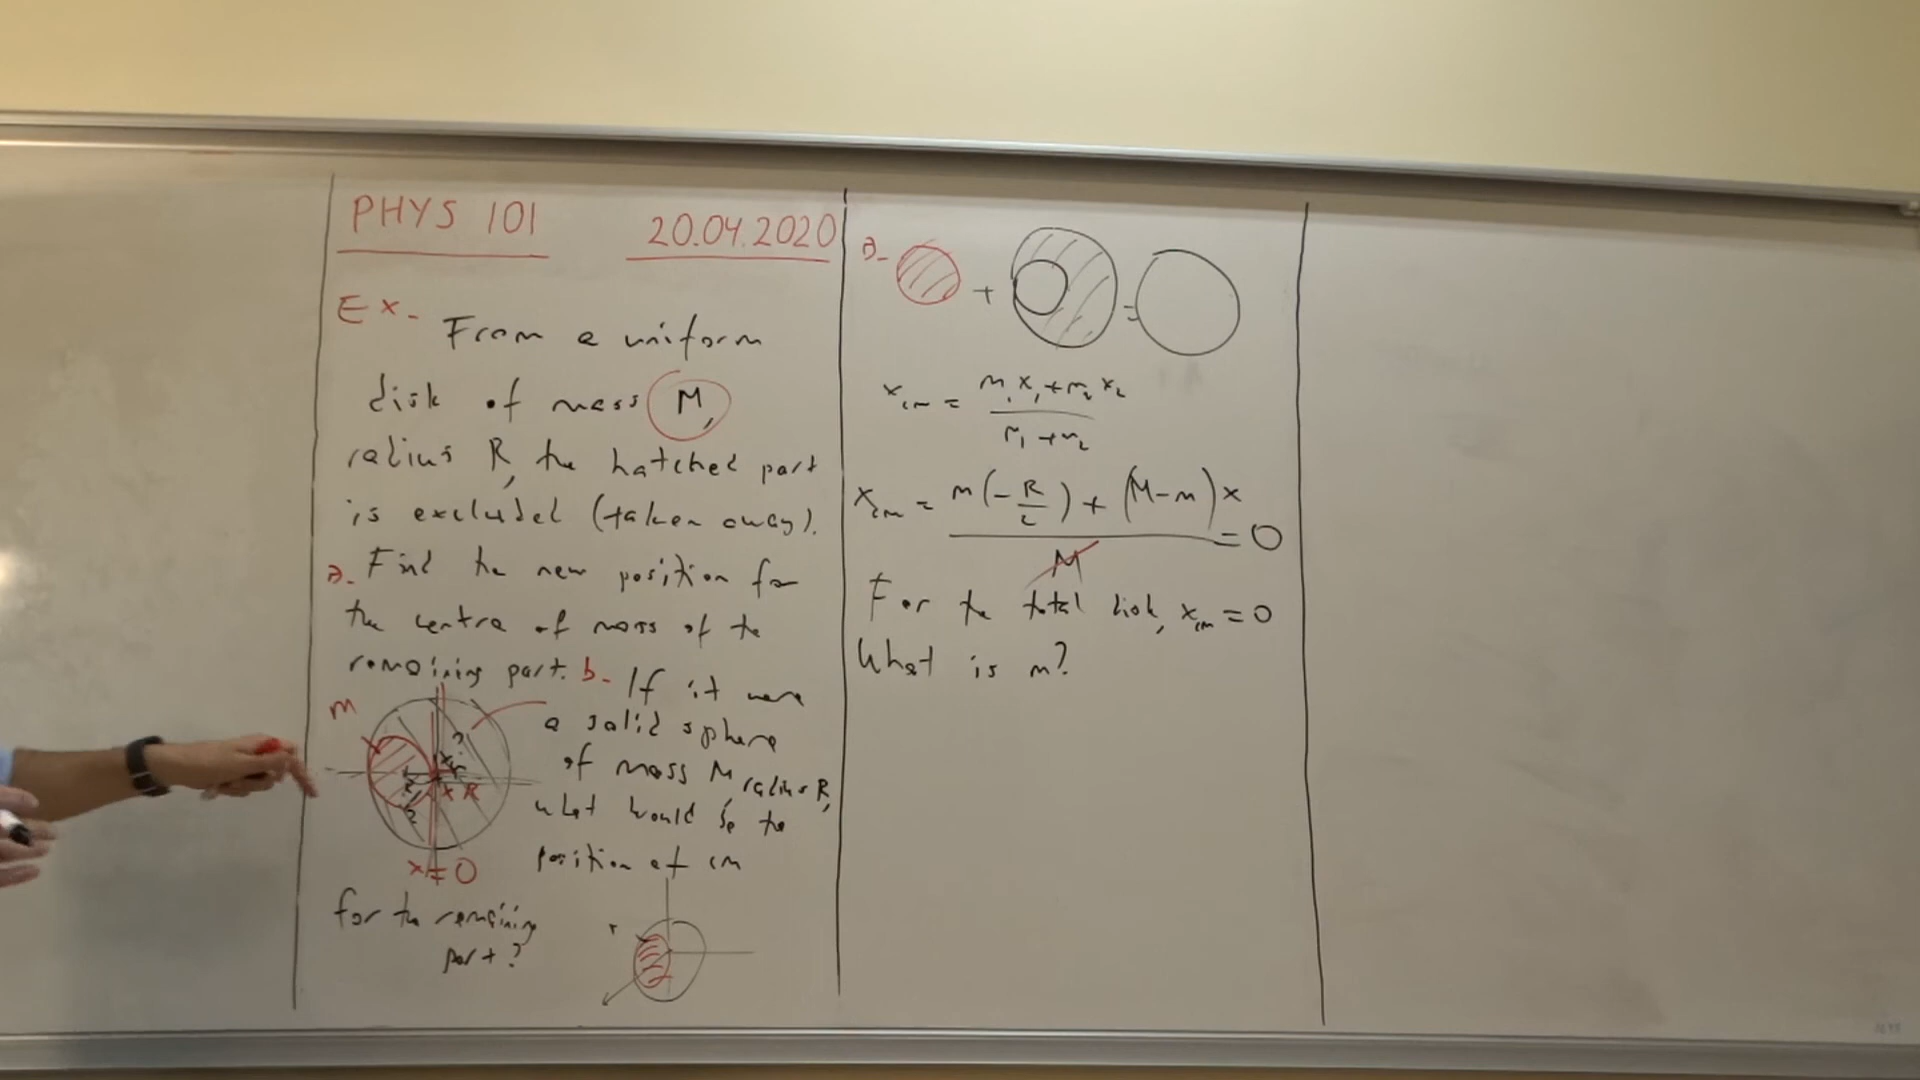 PHYS 101 20.04.2020
Ex- From a uniform
disk of mass M,
radius R, the hatched part
is excluded (taken away).
a- Find the new position for
the centre of mass of the
remaining part. b- If it were
a solid sphere
of mass M, radius R,
what would be the
position of cm
for the remaining
part?
m
?
x R
x=0
a- + =
x_cm = (m₁x₁+m₂x₂)/(m₁+m₂)
x_cm = (m(-R/2) + (M-m)x)/M = 0
For the total disk, x_cm = 0
What is m?